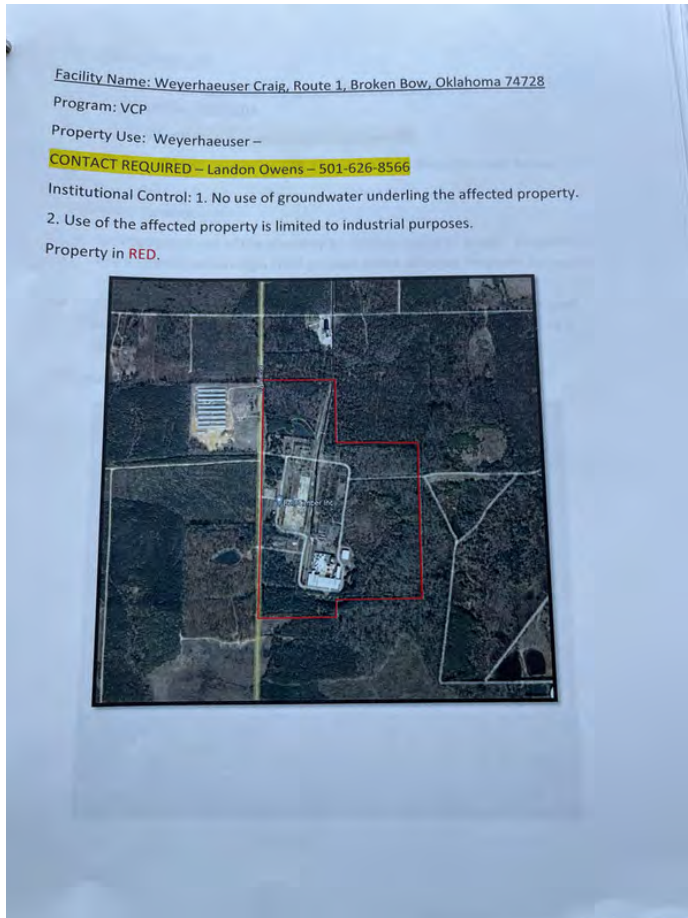 Facility Name: Weyerhaeuser Craig, Route 1, Broken Bow, Oklahoma 74728
Program: VCP
Property Use: Weyerhaeuser –
CONTACT REQUIRED – Landon Owens – 501-626-8566
Institutional Control: 1. No use of groundwater underling the affected property.
2. Use of the affected property is limited to industrial purposes.
Property in RED.